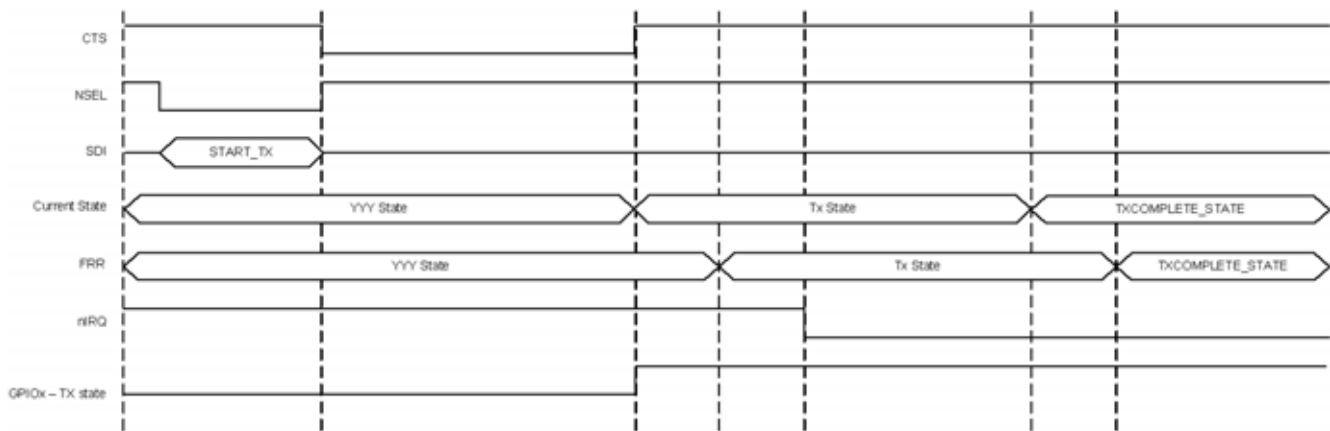 CTS
NSEL
SDI START_TX
Current State YYY State Tx State TXCOMPLETE_STATE
FRR YYY State Tx State TXCOMPLETE_STATE
nIRQ
GPIOx – TX state